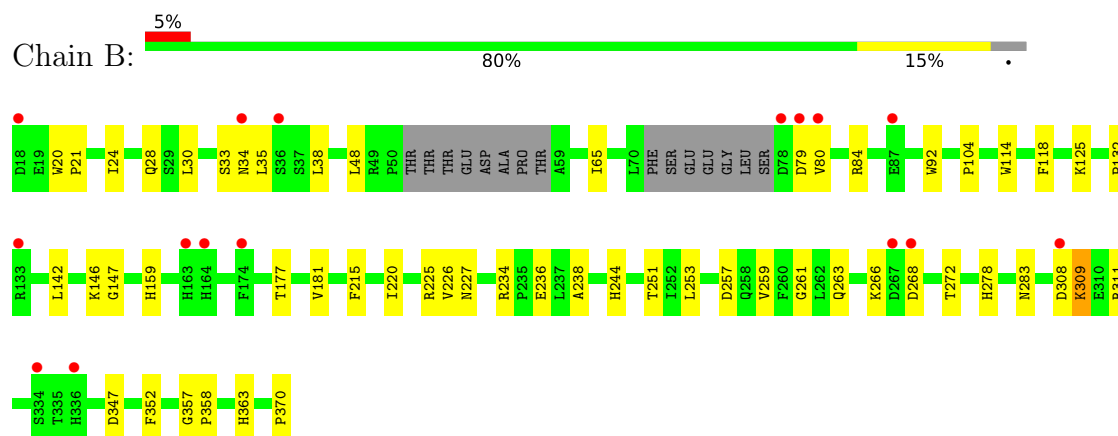 5%
Chain B:
80% 15% •
D18 E19 W20 P21 I24 Q28 S29 L30 S33 N34 L35 S36 S37 L38 L48 R49 P50 THR THR THR GLU ASP ALA PRO THR A59 I65 L70 PHE SER GLU GLU GLY LEU SER D78 D79 V80 R84 E87 W92 P104 W114 F118 K125
R133 L142 K146 G147 H159 H163 H164 F174 T177 V181 F215 I220 R225 V226 N227 R234 P235 E236 L237 A238 H244 T251 I252 L253 D257 Q258 V259 F260 G261 L262 Q263 K266 D267 D268 T272 H278 N283 D308 K309 E310
S334 T335 H336 D347 F352 G357 P358 H363 P370